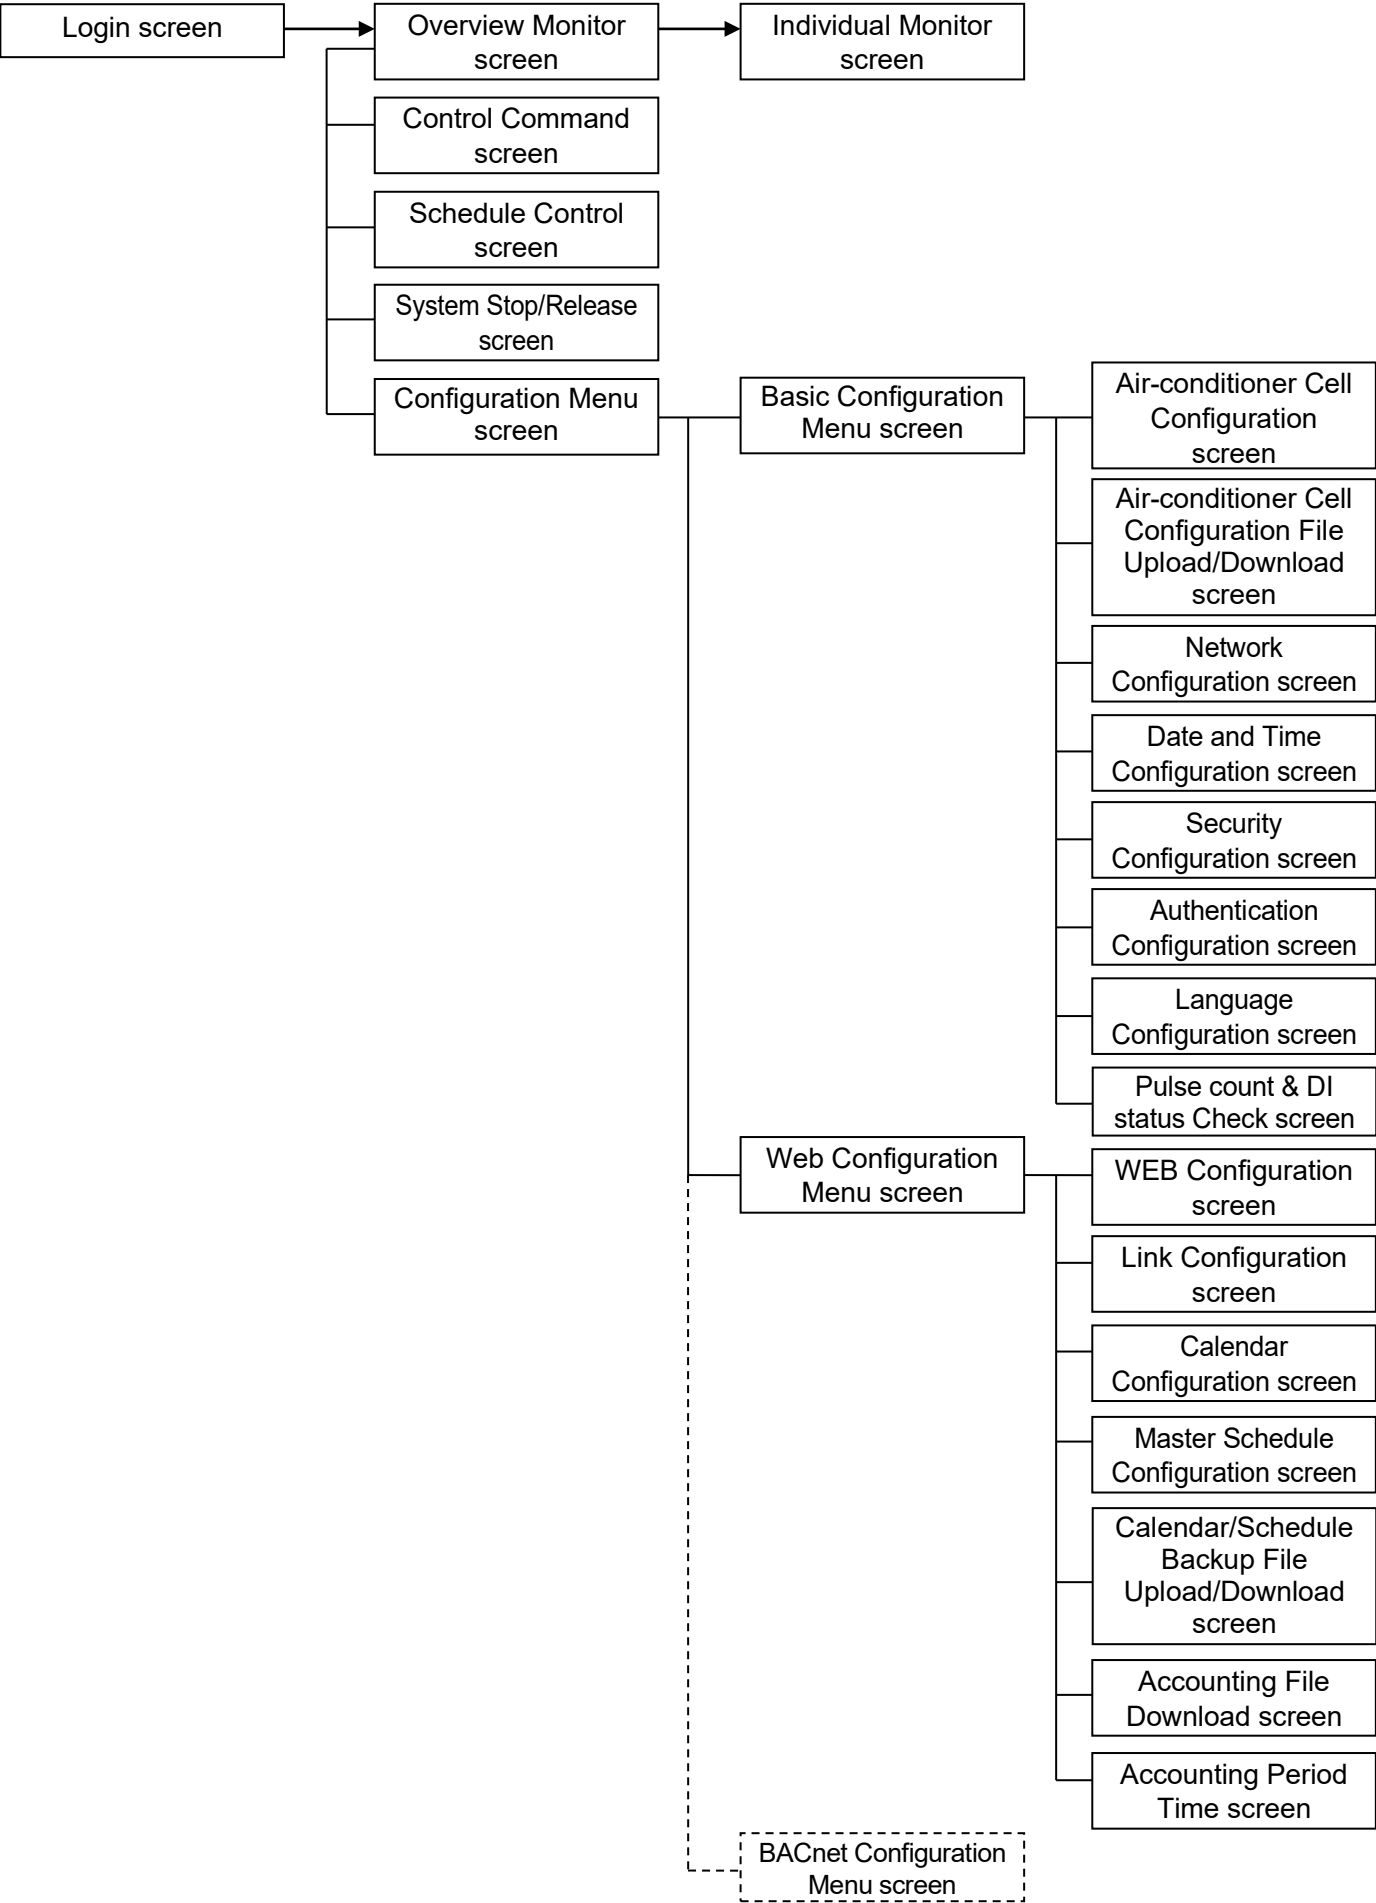 Login screen
Overview Monitor
screen
Individual Monitor
screen
Control Command
screen
Schedule Control
screen
System Stop/Release
screen
Configuration Menu
screen
Basic Configuration
Menu screen
Air-conditioner Cell
Configuration
screen
Air-conditioner Cell
Configuration File
Upload/Download
screen
Network
Configuration screen
Date and Time
Configuration screen
Security
Configuration screen
Authentication
Configuration screen
Language
Configuration screen
Pulse count & DI
status Check screen
Web Configuration
Menu screen
WEB Configuration
screen
Link Configuration
screen
Calendar
Configuration screen
Master Schedule
Configuration screen
Calendar/Schedule
Backup File
Upload/Download
screen
Accounting File
Download screen
Accounting Period
Time screen
BACnet Configuration
Menu screen